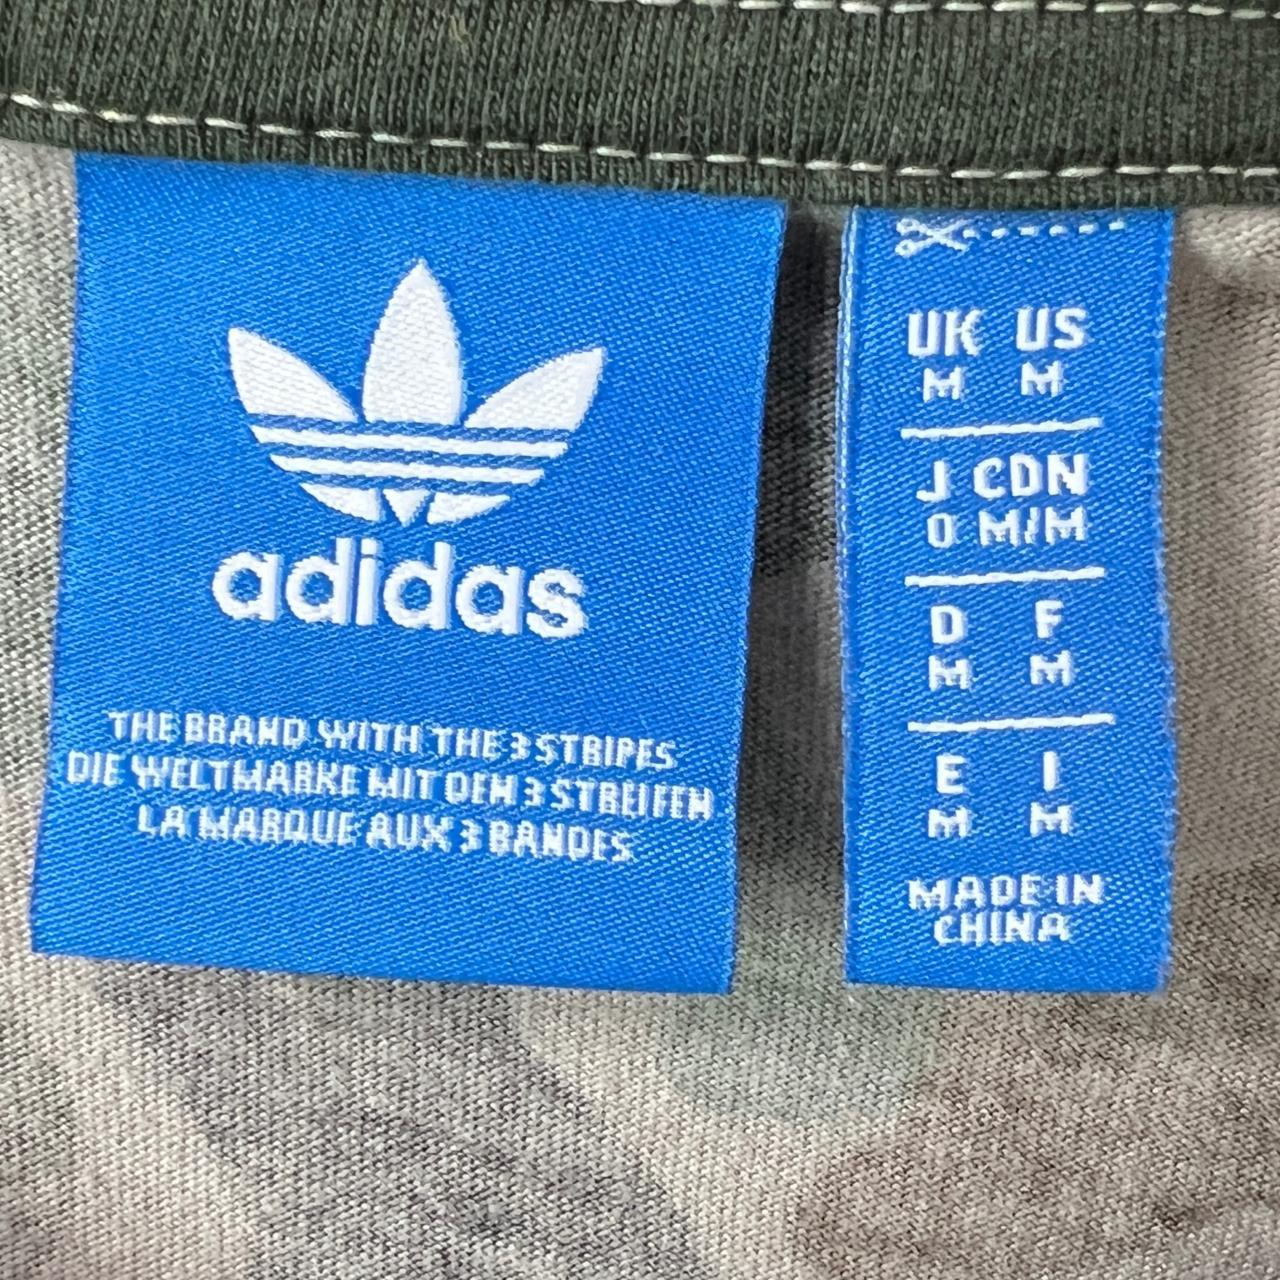 adidas
THE BRAND WITH THE 3 STRIPES
DIE WELTMARKE MIT DEN 3 STREIFEN
LA MARQUE AUX 3 BANDES
UK US
M M
J CDN
O M/M
D F
M M
E I
M M
MADE IN
CHINA